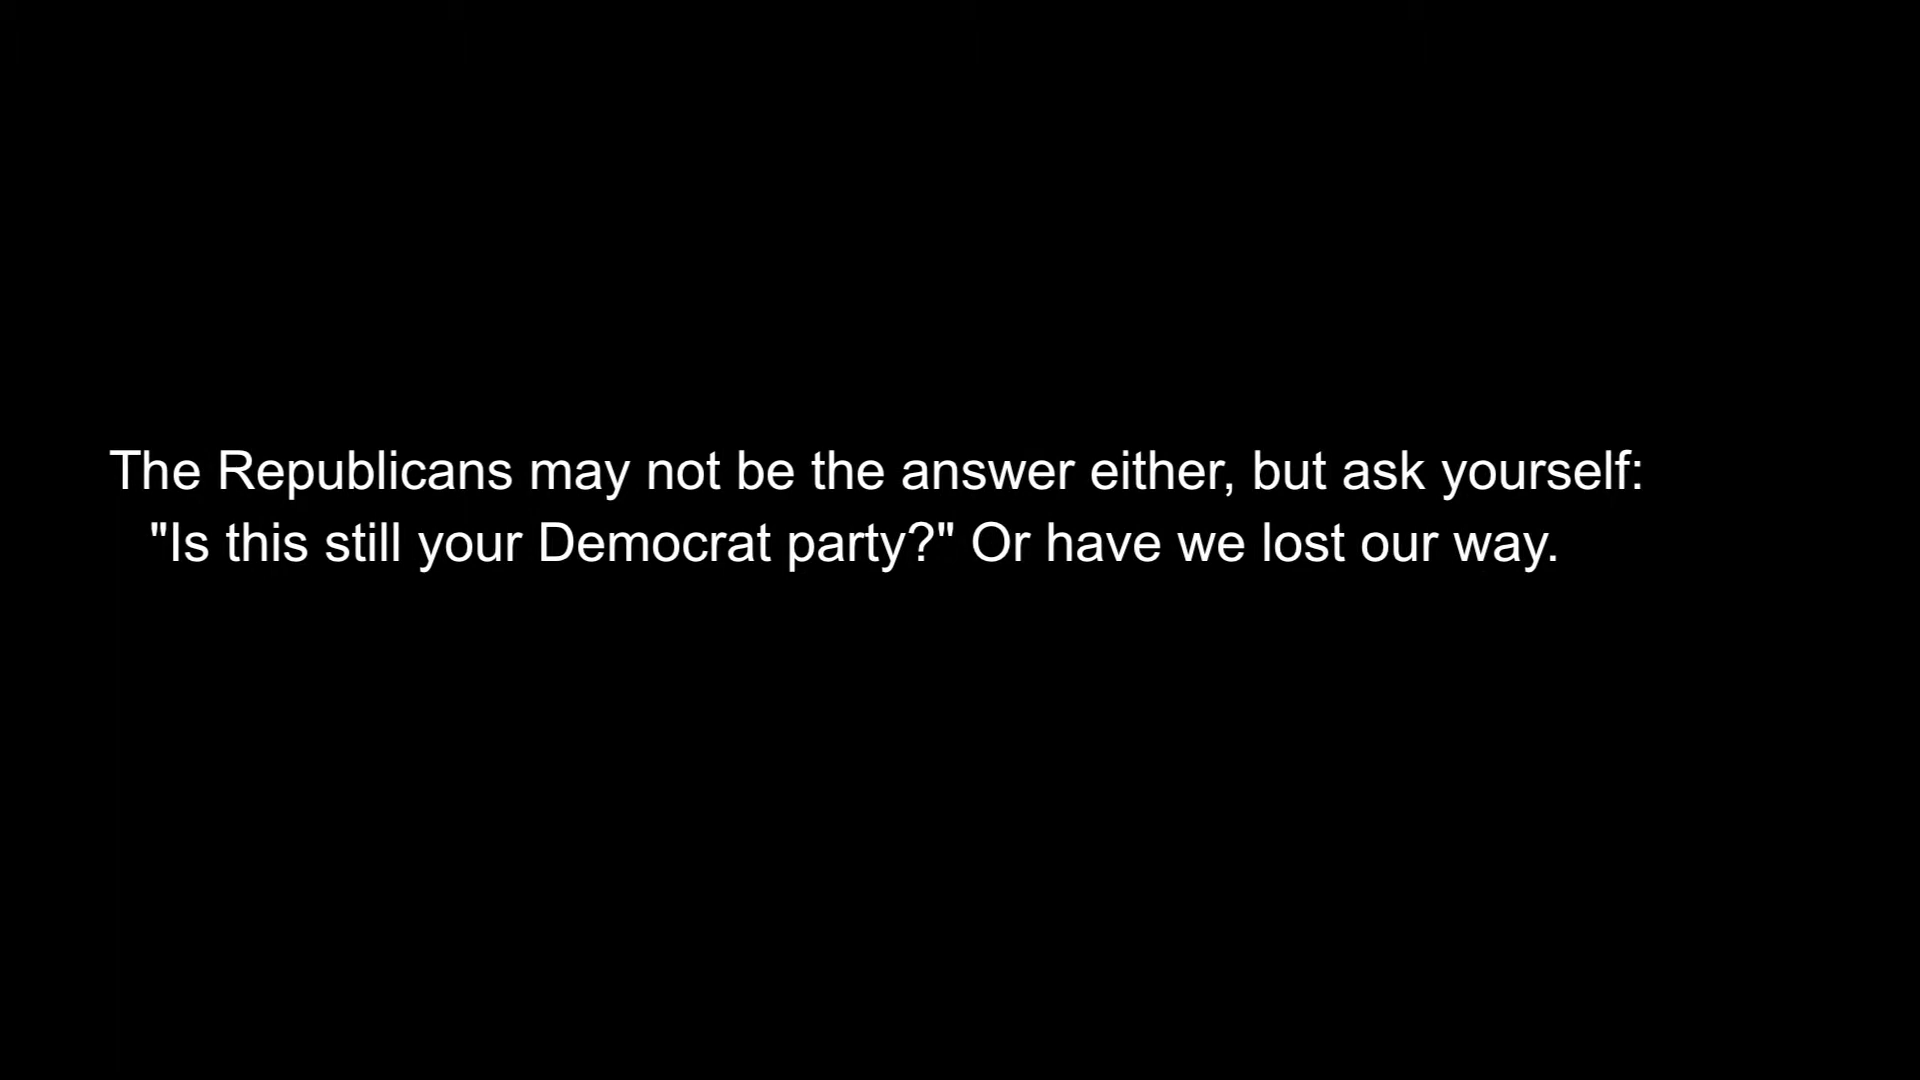 The Republicans may not be the answer either, but ask yourself:
"Is this still your Democrat party?" Or have we lost our way.